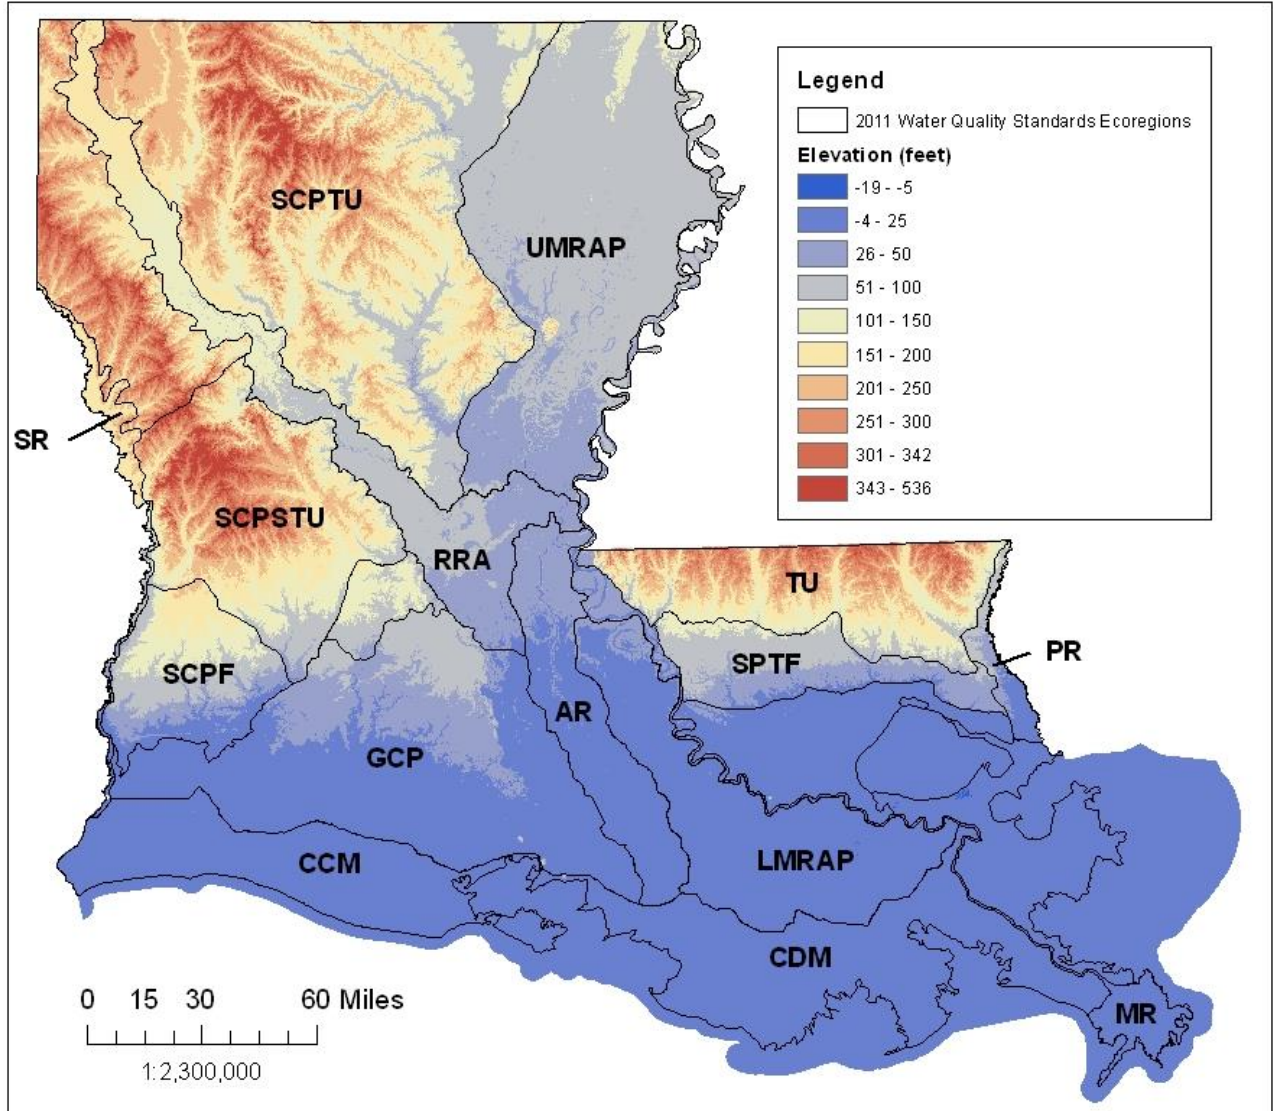 Legend
2011 Water Quality Standards Ecoregions
Elevation (feet)
-19 - -5
-4 - 25
26 - 50
51 - 100
101 - 150
151 - 200
201 - 250
251 - 300
301 - 342
343 - 536
SCPTU
UMRAP
SR
SCPSTU
RRA
TU
SCPF
SPTF
PR
AR
GCP
CCM
LMRAP
CDM
MR
0 15 30 60 Miles
1:2,300,000